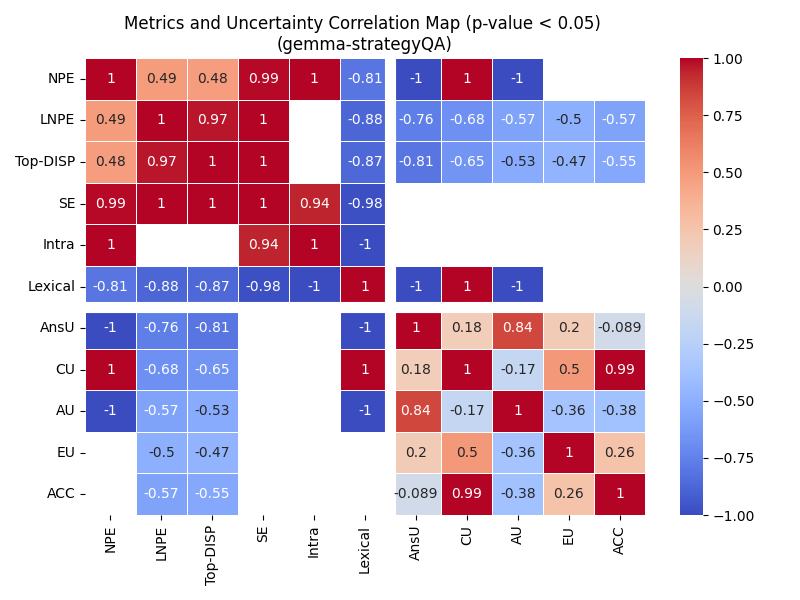 Metrics and Uncertainty Correlation Map (p-value < 0.05)
(gemma-strategyQA)
NPE 1 0.49 0.48 0.99 1 -0.81 -1 1 -1
LNPE 0.49 1 0.97 1 -0.88 -0.76 -0.68 -0.57 -0.5 -0.57
Top-DISP 0.48 0.97 1 1 -0.87 -0.81 -0.65 -0.53 -0.47 -0.55
SE 0.99 1 1 1 0.94 -0.98
Intra 1 0.94 1 -1
Lexical -0.81 -0.88 -0.87 -0.98 -1 1 -1 1 -1
AnsU -1 -0.76 -0.81 -1 1 0.18 0.84 0.2 -0.089
CU 1 -0.68 -0.65 1 0.18 1 -0.17 0.5 0.99
AU -1 -0.57 -0.53 -1 0.84 -0.17 1 -0.36 -0.38
EU -0.5 -0.47 0.2 0.5 -0.36 1 0.26
ACC -0.57 -0.55 -0.089 0.99 -0.38 0.26 1
NPE LNPE Top-DISP SE Intra Lexical AnsU CU AU EU ACC
1.00
0.75
0.50
0.25
0.00
−0.25
−0.50
−0.75
−1.00